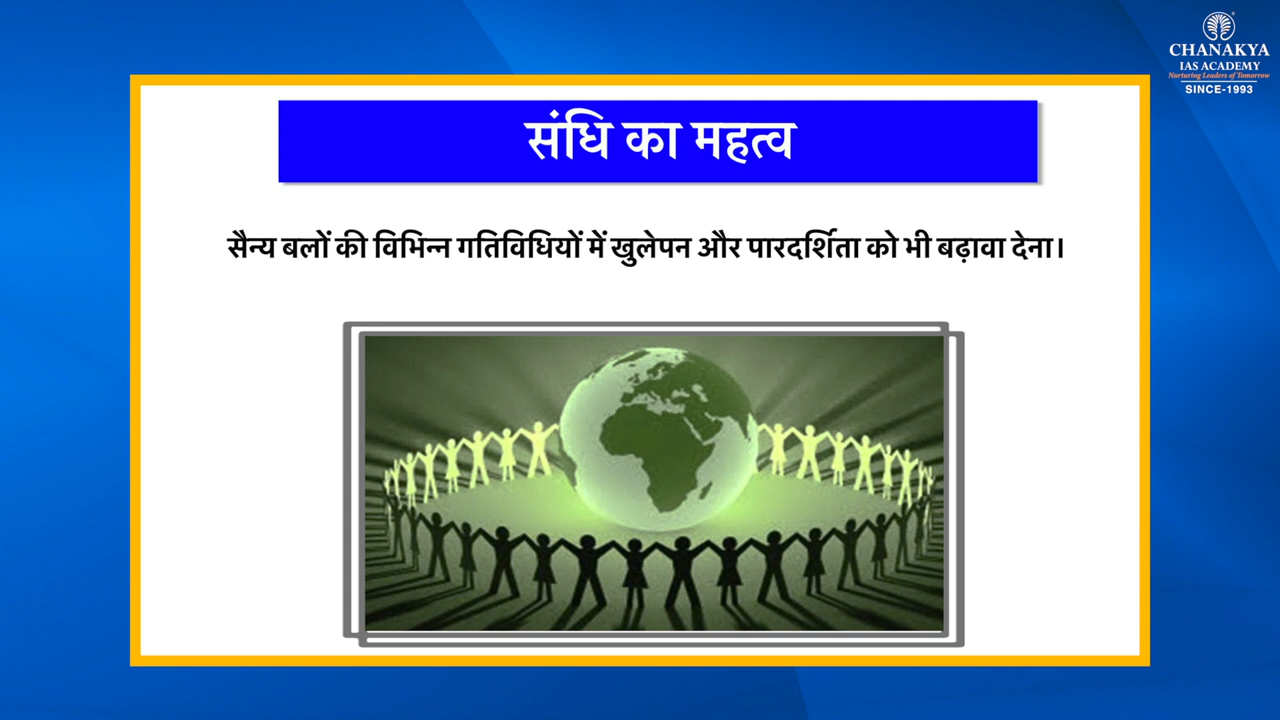 CHANAKYA
IAS ACADEMY
Nurturing Leaders of Tomorrow
SINCE-1993
संधि का महत्व
सैन्य बलों की विभिन्न गतिविधियों में खुलेपन और पारदर्शिता को भी बढ़ावा देना।